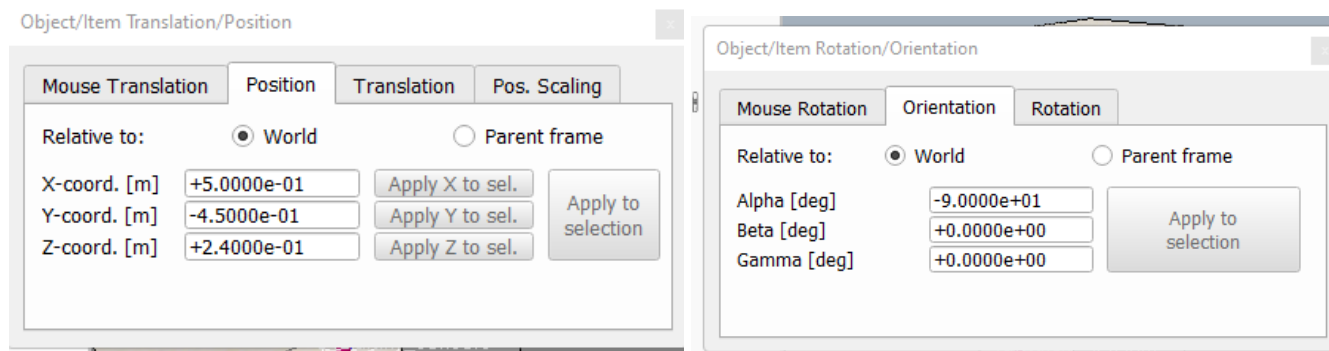 Object/Item Translation/Position
x
Mouse Translation Position Translation Pos. Scaling
Relative to: World Parent frame
X-coord. [m] +5.0000e-01 Apply X to sel.
Y-coord. [m] -4.5000e-01 Apply Y to sel.
Z-coord. [m] +2.4000e-01 Apply Z to sel.
Apply to
selection
Object/Item Rotation/Orientation
x
Mouse Rotation Orientation Rotation
Relative to: World Parent frame
Alpha [deg] -9.0000e+01
Beta [deg] +0.0000e+00
Gamma [deg] +0.0000e+00
Apply to
selection